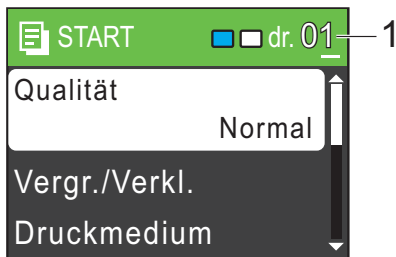 START dr. 01 1
Qualität
Normal
Vergr./Verkl.
Druckmedium